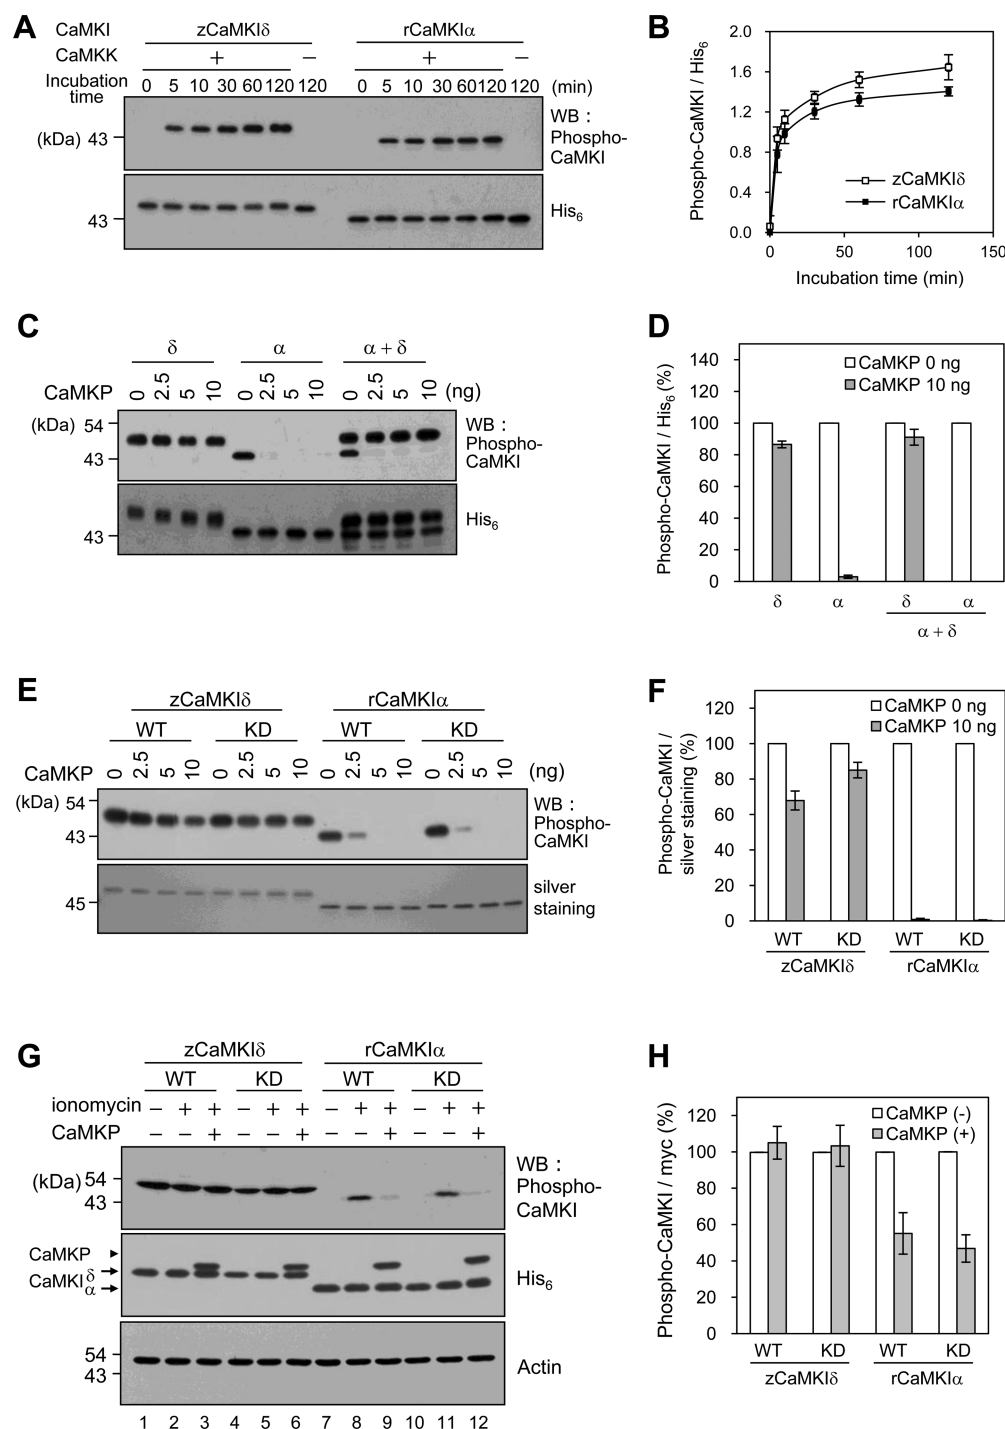 A
CaMKI zCaMKIδ rCaMKIα
CaMKK + − + −
Incubation time 0 5 10 30 60 120 120 0 5 10 30 60 120 120 (min)
(kDa) 43
WB :
Phospho-
CaMKI
43
His6
B
Phospho-CaMKI / His6
2.0
1.6
1.2
0.8
0.4
0.0
zCaMKIδ
rCaMKIα
0 50 100 150
Incubation time (min)
C
δ α α + δ
CaMKP 0 2.5 5 10 0 2.5 5 10 0 2.5 5 10 (ng)
(kDa) 54
43
WB :
Phospho-
CaMKI
43
His6
D
Phospho-CaMKI / His6 (%)
140
120
100
80
60
40
20
0
CaMKP 0 ng
CaMKP 10 ng
δ α δ α
α + δ
E
zCaMKIδ rCaMKIα
WT KD WT KD
CaMKP 0 2.5 5 10 0 2.5 5 10 0 2.5 5 10 0 2.5 5 10 (ng)
(kDa) 54
43
WB :
Phospho-
CaMKI
45
silver
staining
F
Phospho-CaMKI /
silver staining (%)
120
100
80
60
40
20
0
CaMKP 0 ng
CaMKP 10 ng
WT KD WT KD
zCaMKIδ rCaMKIα
G
zCaMKIδ rCaMKIα
WT KD WT KD
ionomycin − + + − + + − + + − + +
CaMKP − − + − − + − − + − − +
(kDa) 54
43
WB :
Phospho-
CaMKI
CaMKP
CaMKI δ
α
His6
54
43
Actin
1 2 3 4 5 6 7 8 9 10 11 12
H
Phospho-CaMKI / myc (%)
120
100
80
60
40
20
0
CaMKP (-)
CaMKP (+)
WT KD WT KD
zCaMKIδ rCaMKIα